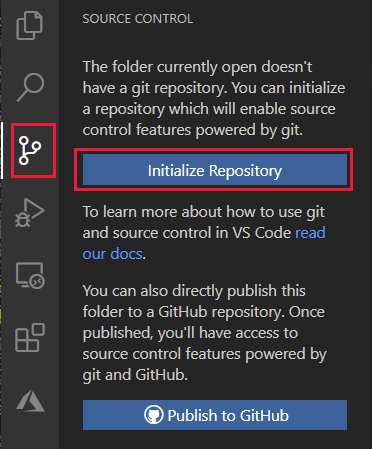 SOURCE CONTROL
The folder currently open doesn't
have a git repository. You can initialize
a repository which will enable source
control features powered by git.
Initialize Repository
To learn more about how to use git
and source control in VS Code read
our docs.
You can also directly publish this
folder to a GitHub repository. Once
published, you'll have access to
source control features powered by
git and GitHub.
Publish to GitHub